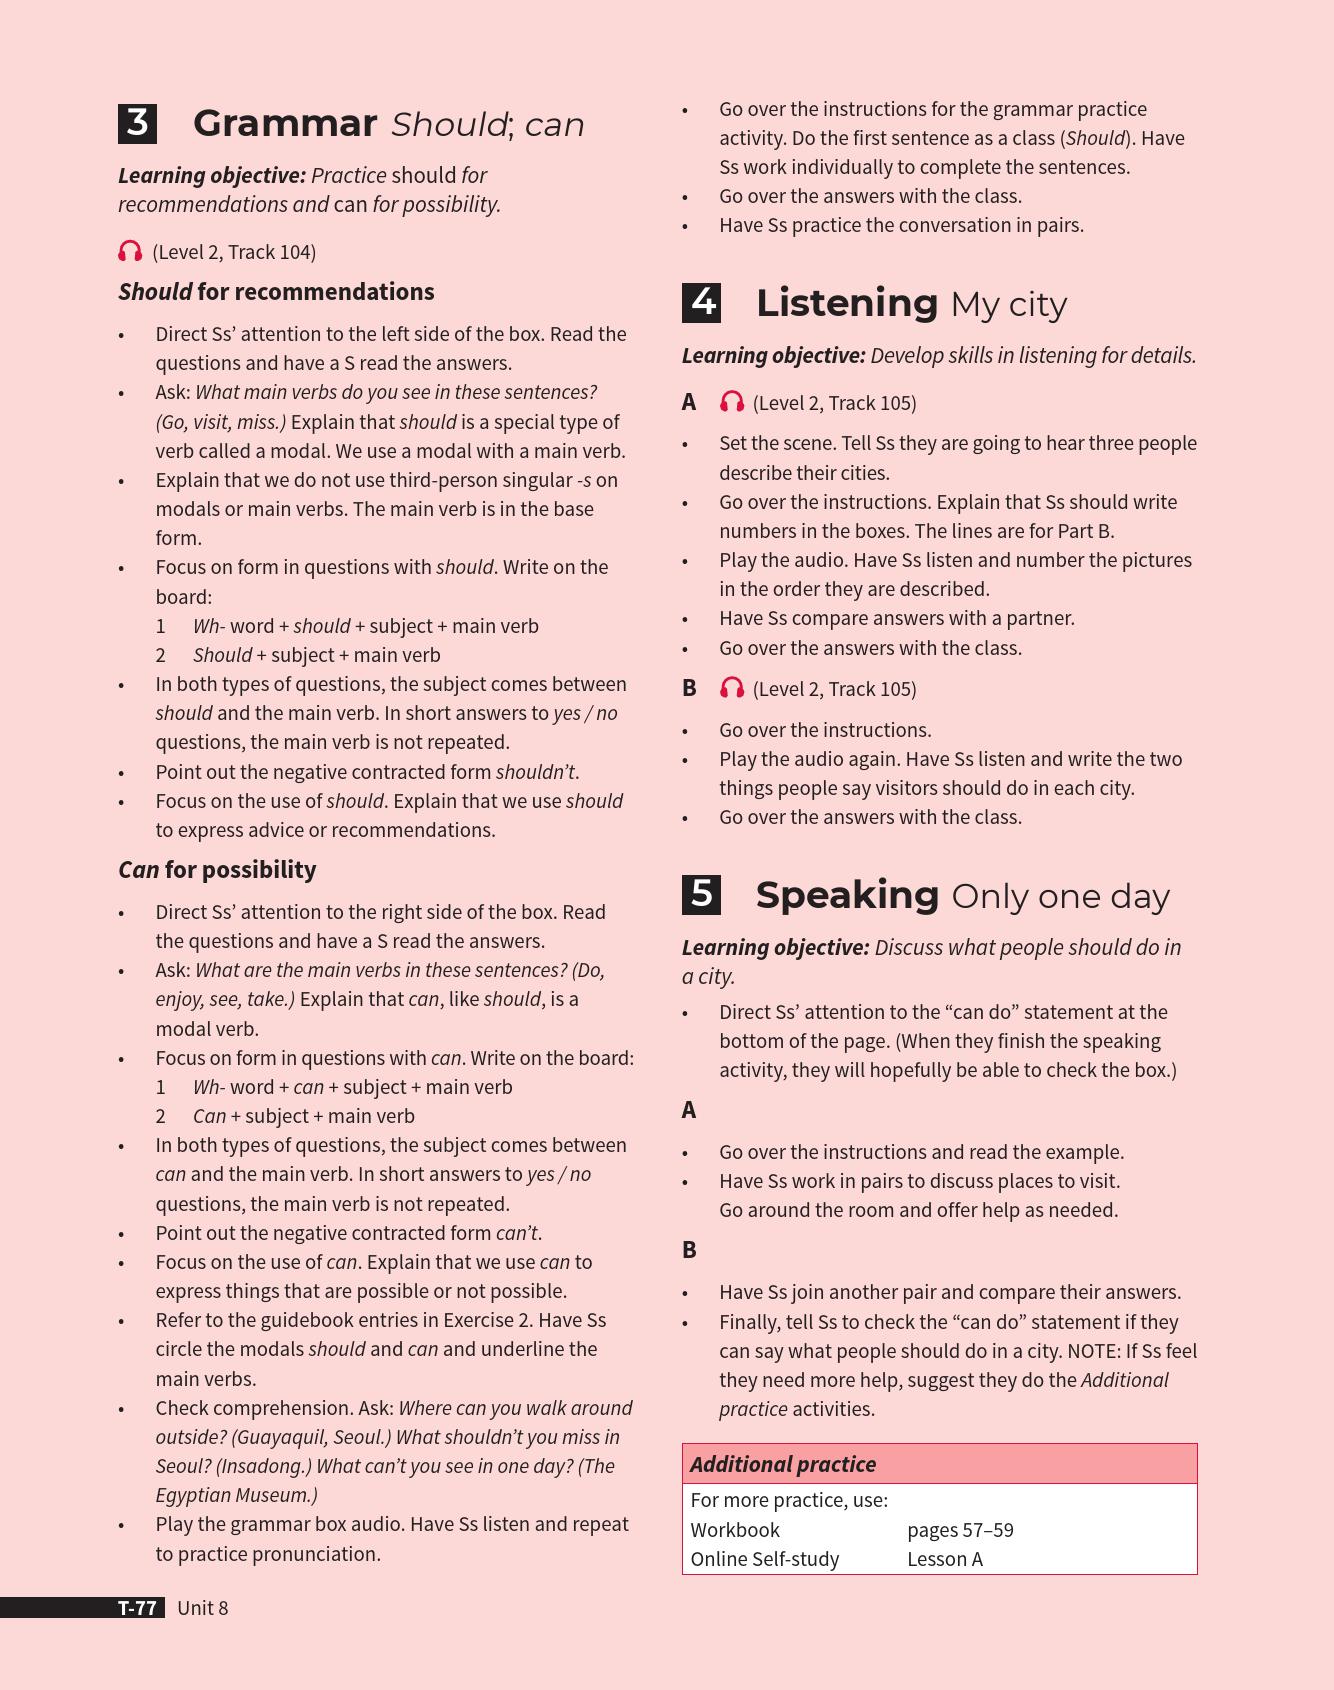 3 Grammar Should; can
Learning objective: Practice should for
recommendations and can for possibility.
(Level 2, Track 104)
Should for recommendations
• Direct Ss’ attention to the left side of the box. Read the
questions and have a S read the answers.
• Ask: What main verbs do you see in these sentences?
(Go, visit, miss.) Explain that should is a special type of
verb called a modal. We use a modal with a main verb.
• Explain that we do not use third-person singular -s on
modals or main verbs. The main verb is in the base
form.
• Focus on form in questions with should. Write on the
board:
1 Wh- word + should + subject + main verb
2 Should + subject + main verb
• In both types of questions, the subject comes between
should and the main verb. In short answers to yes / no
questions, the main verb is not repeated.
• Point out the negative contracted form shouldn’t.
• Focus on the use of should. Explain that we use should
to express advice or recommendations.
Can for possibility
• Direct Ss’ attention to the right side of the box. Read
the questions and have a S read the answers.
• Ask: What are the main verbs in these sentences? (Do,
enjoy, see, take.) Explain that can, like should, is a
modal verb.
• Focus on form in questions with can. Write on the board:
1 Wh- word + can + subject + main verb
2 Can + subject + main verb
• In both types of questions, the subject comes between
can and the main verb. In short answers to yes / no
questions, the main verb is not repeated.
• Point out the negative contracted form can’t.
• Focus on the use of can. Explain that we use can to
express things that are possible or not possible.
• Refer to the guidebook entries in Exercise 2. Have Ss
circle the modals should and can and underline the
main verbs.
• Check comprehension. Ask: Where can you walk around
outside? (Guayaquil, Seoul.) What shouldn’t you miss in
Seoul? (Insadong.) What can’t you see in one day? (The
Egyptian Museum.)
• Play the grammar box audio. Have Ss listen and repeat
to practice pronunciation.
• Go over the instructions for the grammar practice
activity. Do the first sentence as a class (Should). Have
Ss work individually to complete the sentences.
• Go over the answers with the class.
• Have Ss practice the conversation in pairs.
4 Listening My city
Learning objective: Develop skills in listening for details.
A (Level 2, Track 105)
• Set the scene. Tell Ss they are going to hear three people
describe their cities.
• Go over the instructions. Explain that Ss should write
numbers in the boxes. The lines are for Part B.
• Play the audio. Have Ss listen and number the pictures
in the order they are described.
• Have Ss compare answers with a partner.
• Go over the answers with the class.
B (Level 2, Track 105)
• Go over the instructions.
• Play the audio again. Have Ss listen and write the two
things people say visitors should do in each city.
• Go over the answers with the class.
5 Speaking Only one day
Learning objective: Discuss what people should do in
a city.
• Direct Ss’ attention to the “can do” statement at the
bottom of the page. (When they finish the speaking
activity, they will hopefully be able to check the box.)
A
• Go over the instructions and read the example.
• Have Ss work in pairs to discuss places to visit.
Go around the room and offer help as needed.
B
• Have Ss join another pair and compare their answers.
• Finally, tell Ss to check the “can do” statement if they
can say what people should do in a city. NOTE: If Ss feel
they need more help, suggest they do the Additional
practice activities.
Additional practice
For more practice, use:
Workbook pages 57–59
Online Self-study Lesson A
T-77 Unit 8